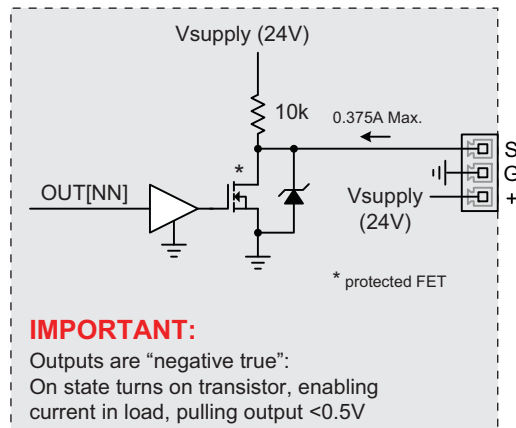 Vsupply (24V)
10k
0.375A Max.
S
G
+
*
OUT[NN]
Vsupply
(24V)
* protected FET
IMPORTANT:
Outputs are “negative true”:
On state turns on transistor, enabling
current in load, pulling output <0.5V